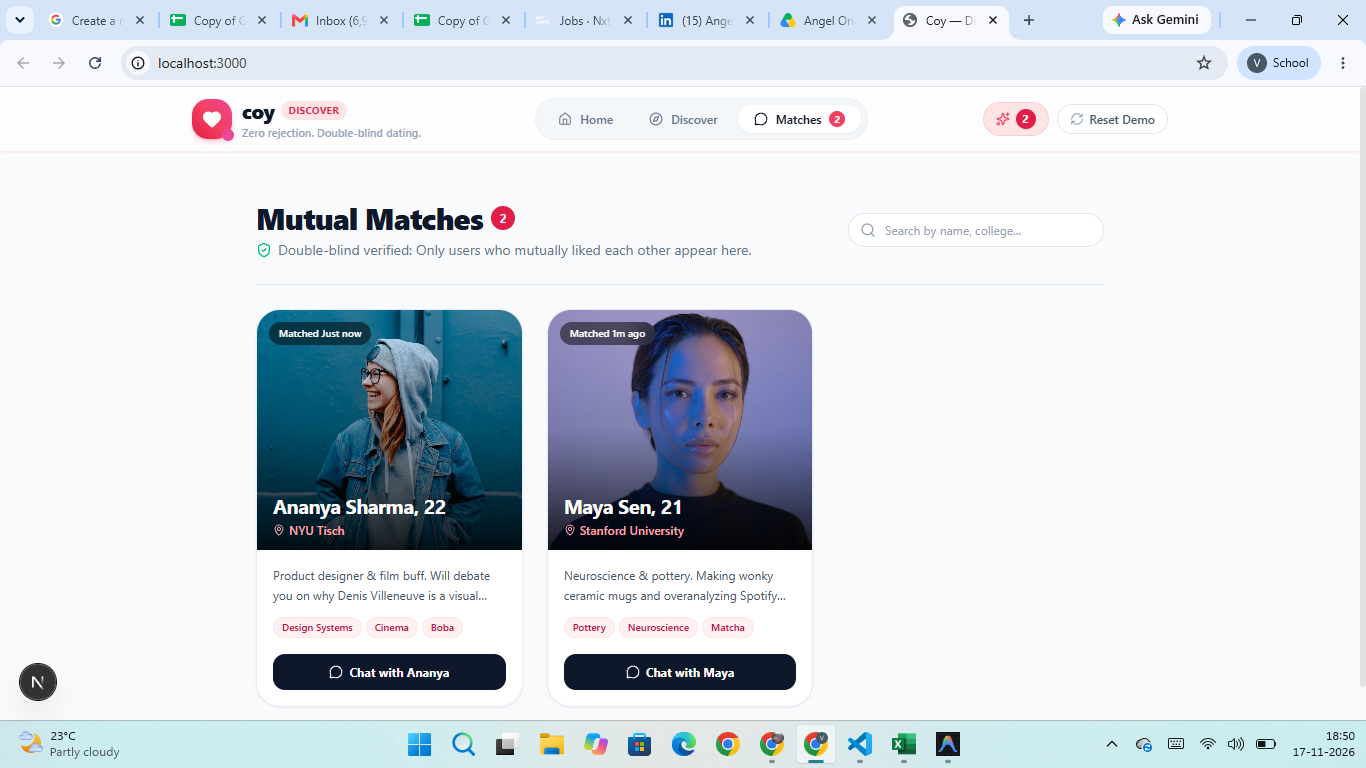 Create a r
Copy of G
Inbox (6,9
Copy of G
Jobs · Nxt
(15) Ange
Angel On
Coy — Di
Ask Gemini
localhost:3000
V
School
coy
DISCOVER
Zero rejection. Double-blind dating.
Home
Discover
Matches
2
2
Reset Demo
Mutual Matches 2
Double-blind verified: Only users who mutually liked each other appear here.
Search by name, college...
Matched Just now
Ananya Sharma, 22
NYU Tisch
Product designer & film buff. Will debate
you on why Denis Villeneuve is a visual...
Design Systems
Cinema
Boba
Chat with Ananya
Matched 1m ago
Maya Sen, 21
Stanford University
Neuroscience & pottery. Making wonky
ceramic mugs and overanalyzing Spotify...
Pottery
Neuroscience
Matcha
Chat with Maya
N
23°C
Partly cloudy
18:50
17-11-2026